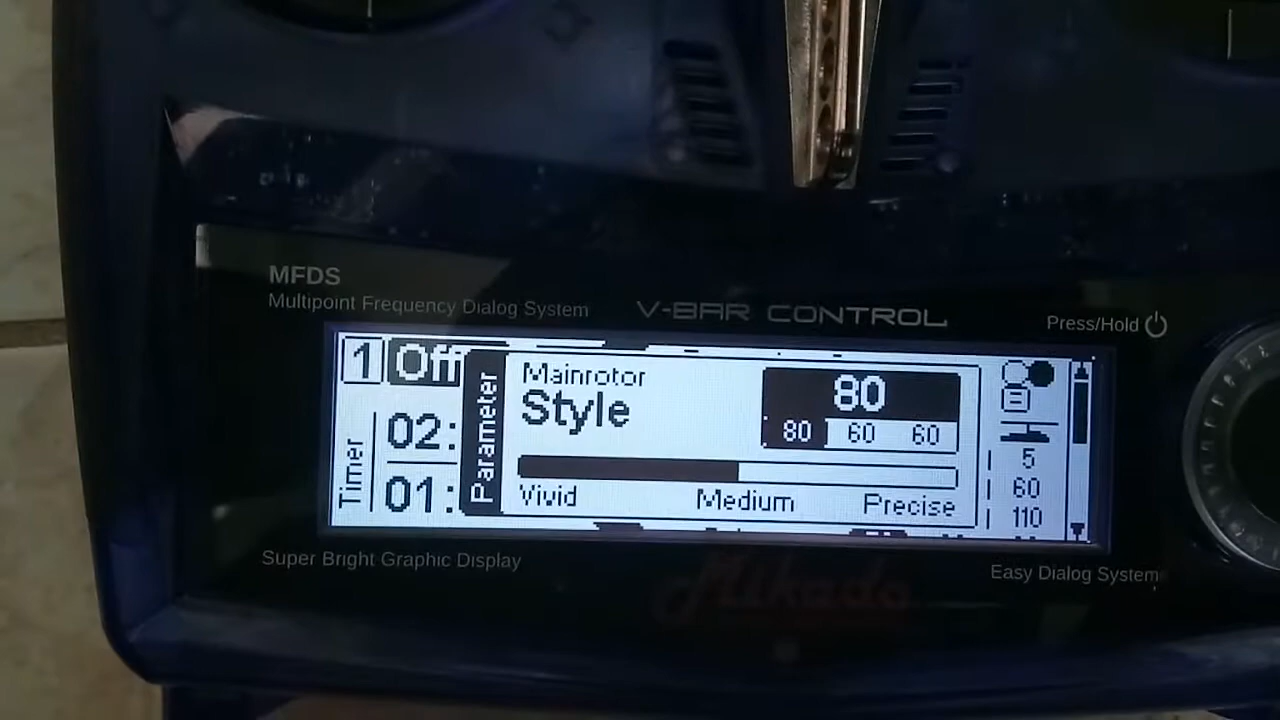 MFDS
Multipoint Frequency Dialog System
V-BAR CONTROL
Press/Hold
1 Off
Timer
02:
01:
Parameter
Mainrotor
Style
80
80 60 60
Vivid Medium Precise
5
60
110
Super Bright Graphic Display
Easy Dialog System
Mikado